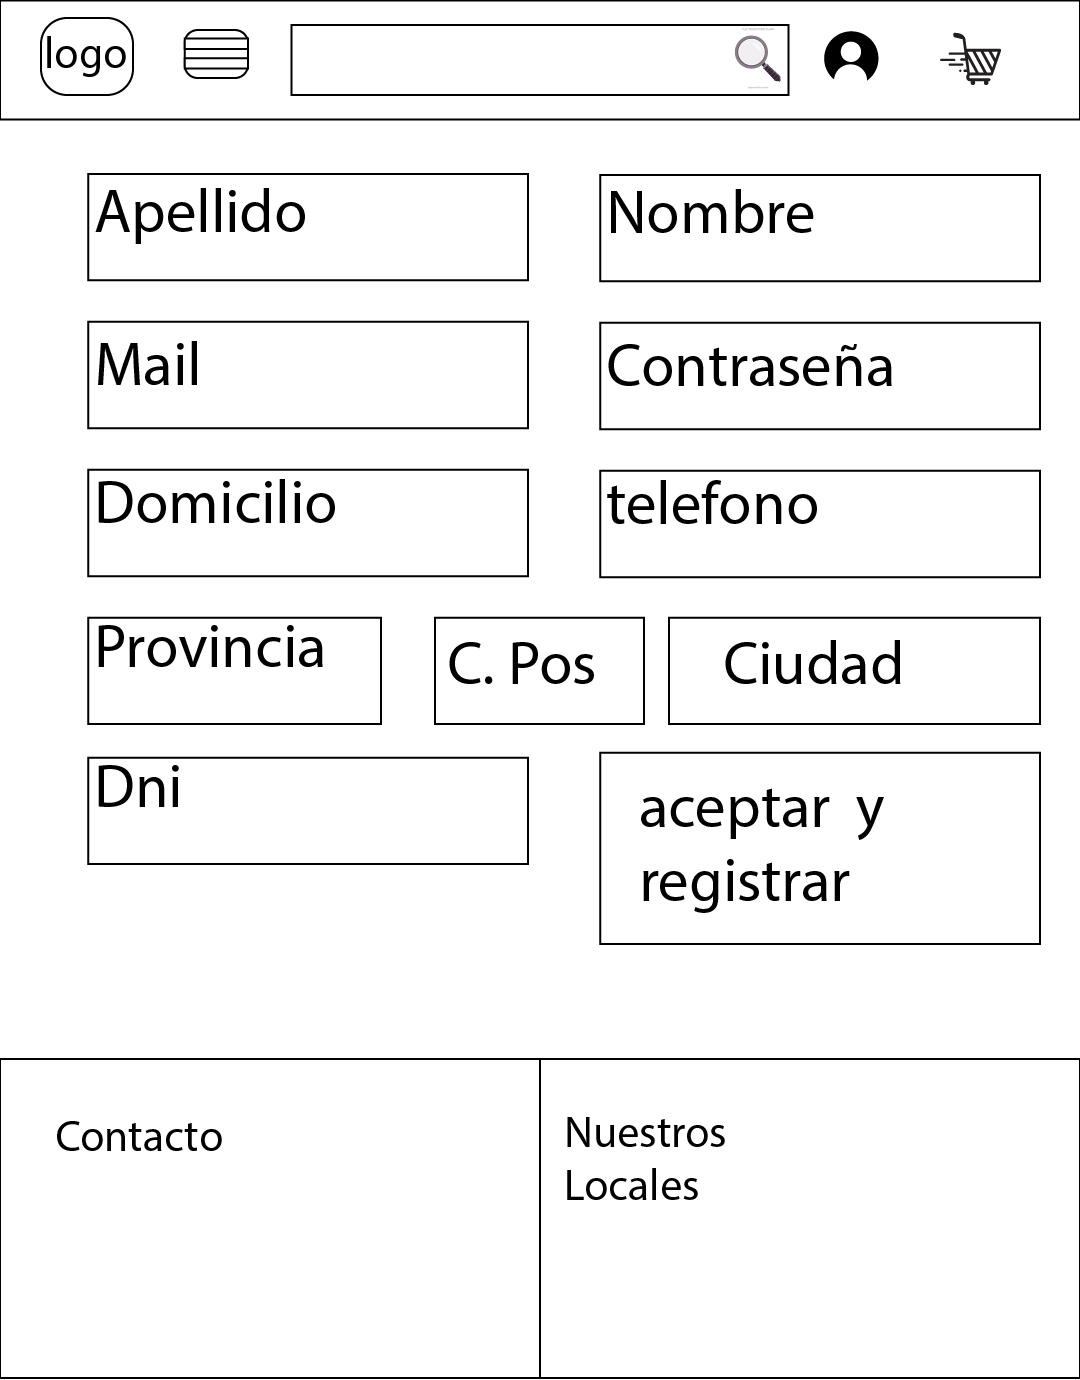 logo
Apellido
Nombre
Mail
Contraseña
Domicilio
telefono
Provincia
C. Pos
Ciudad
Dni
aceptar y
registrar
Contacto
Nuestros
Locales